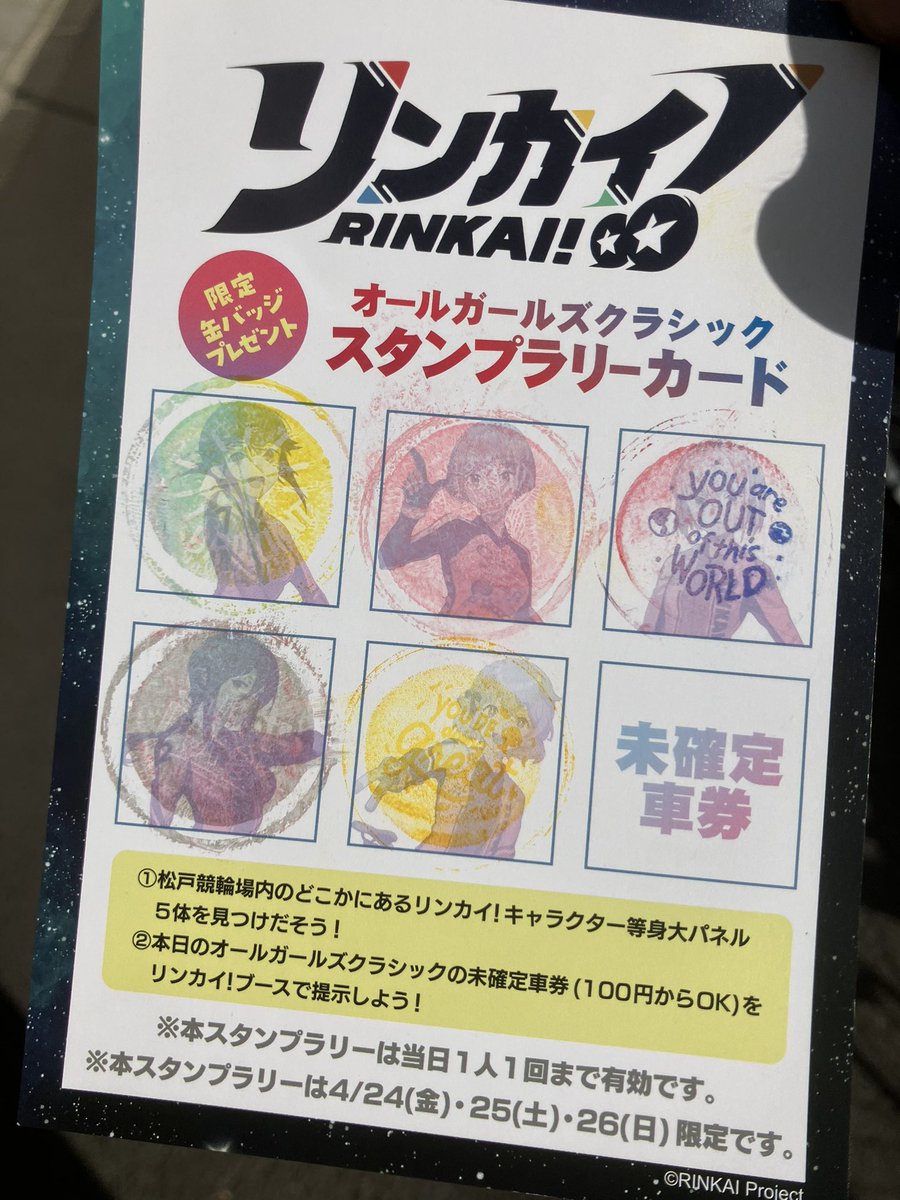 リンカイ!
RINKAI!
限定
缶バッジ
プレゼント
オールガールズクラシック
スタンプラリーカード
you are
OUT
of this
WORLD
you are
未確定
車券
①松戸競輪場内のどこかにあるリンカイ!キャラクター等身大パネル
5体を見つけだそう!
②本日のオールガールズクラシックの未確定車券(100円からOK)を
リンカイ!ブースで提示しよう!
※本スタンプラリーは当日1人1回まで有効です。
※本スタンプラリーは4/24(金)・25(土)・26(日)限定です。
©RINKAI Project